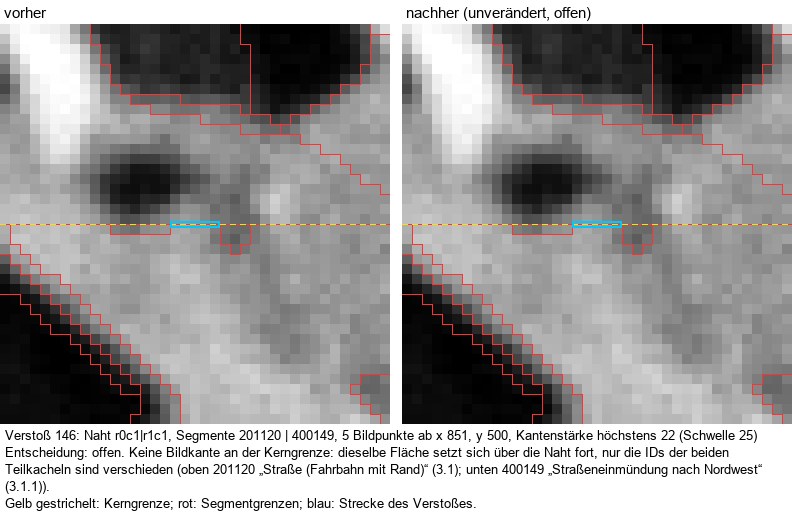 vorher
nachher (unverändert, offen)
Verstoß 146: Naht r0c1|r1c1, Segmente 201120 | 400149, 5 Bildpunkte ab x 851, y 500, Kantenstärke höchstens 22 (Schwelle 25)
Entscheidung: offen. Keine Bildkante an der Kerngrenze: dieselbe Fläche setzt sich über die Naht fort, nur die IDs der beiden
Teilkacheln sind verschieden (oben 201120 „Straße (Fahrbahn mit Rand)“ (3.1); unten 400149 „Straßeneinmündung nach Nordwest“
(3.1.1)).
Gelb gestrichelt: Kerngrenze; rot: Segmentgrenzen; blau: Strecke des Verstoßes.